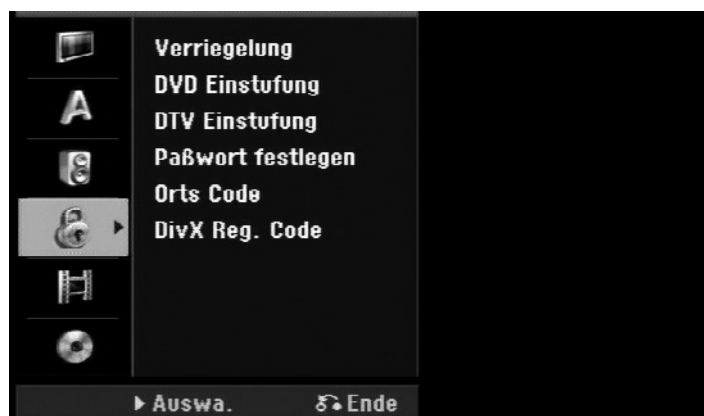 Verriegelung
DVD Einstufung
DTV Einstufung
Paßwort festlegen
Orts Code
DivX Reg. Code
Auswa. Ende